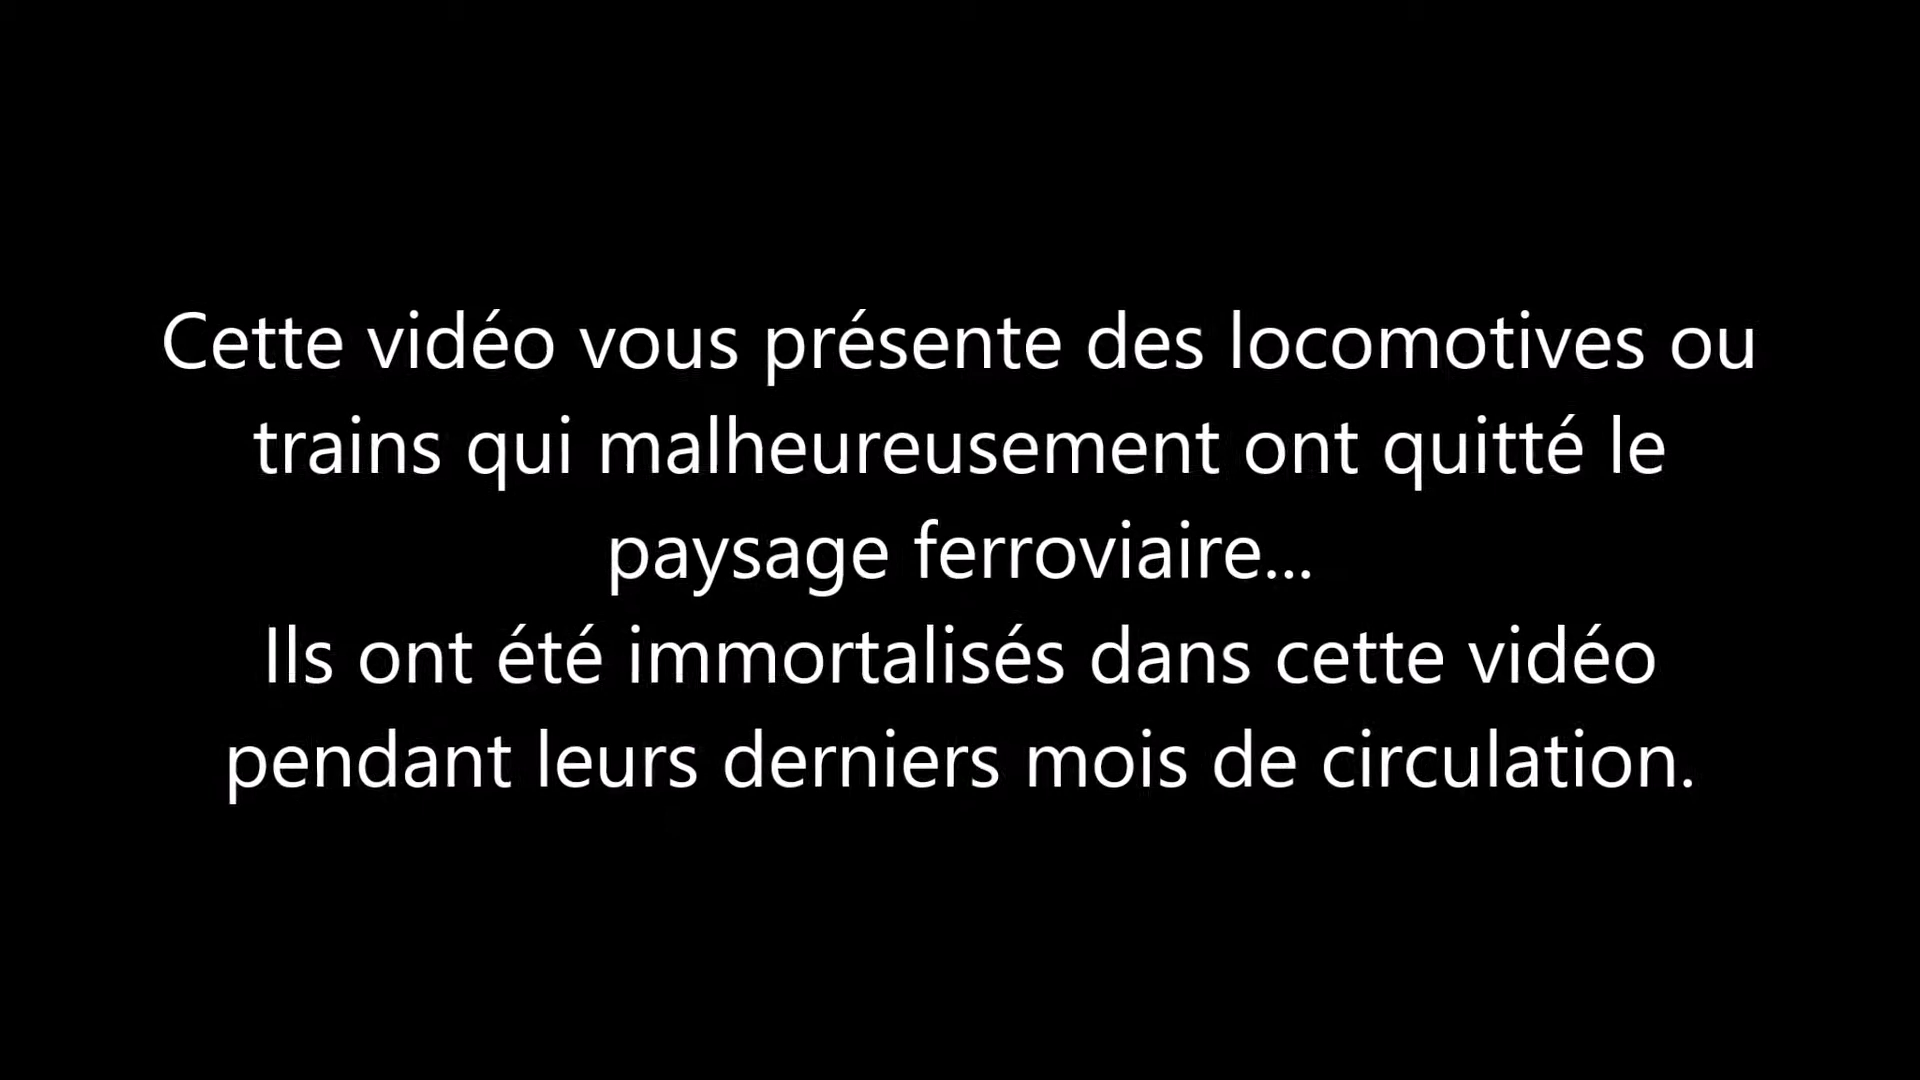 Cette vidéo vous présente des locomotives ou
trains qui malheureusement ont quitté le
paysage ferroviaire...
Ils ont été immortalisés dans cette vidéo
pendant leurs derniers mois de circulation.